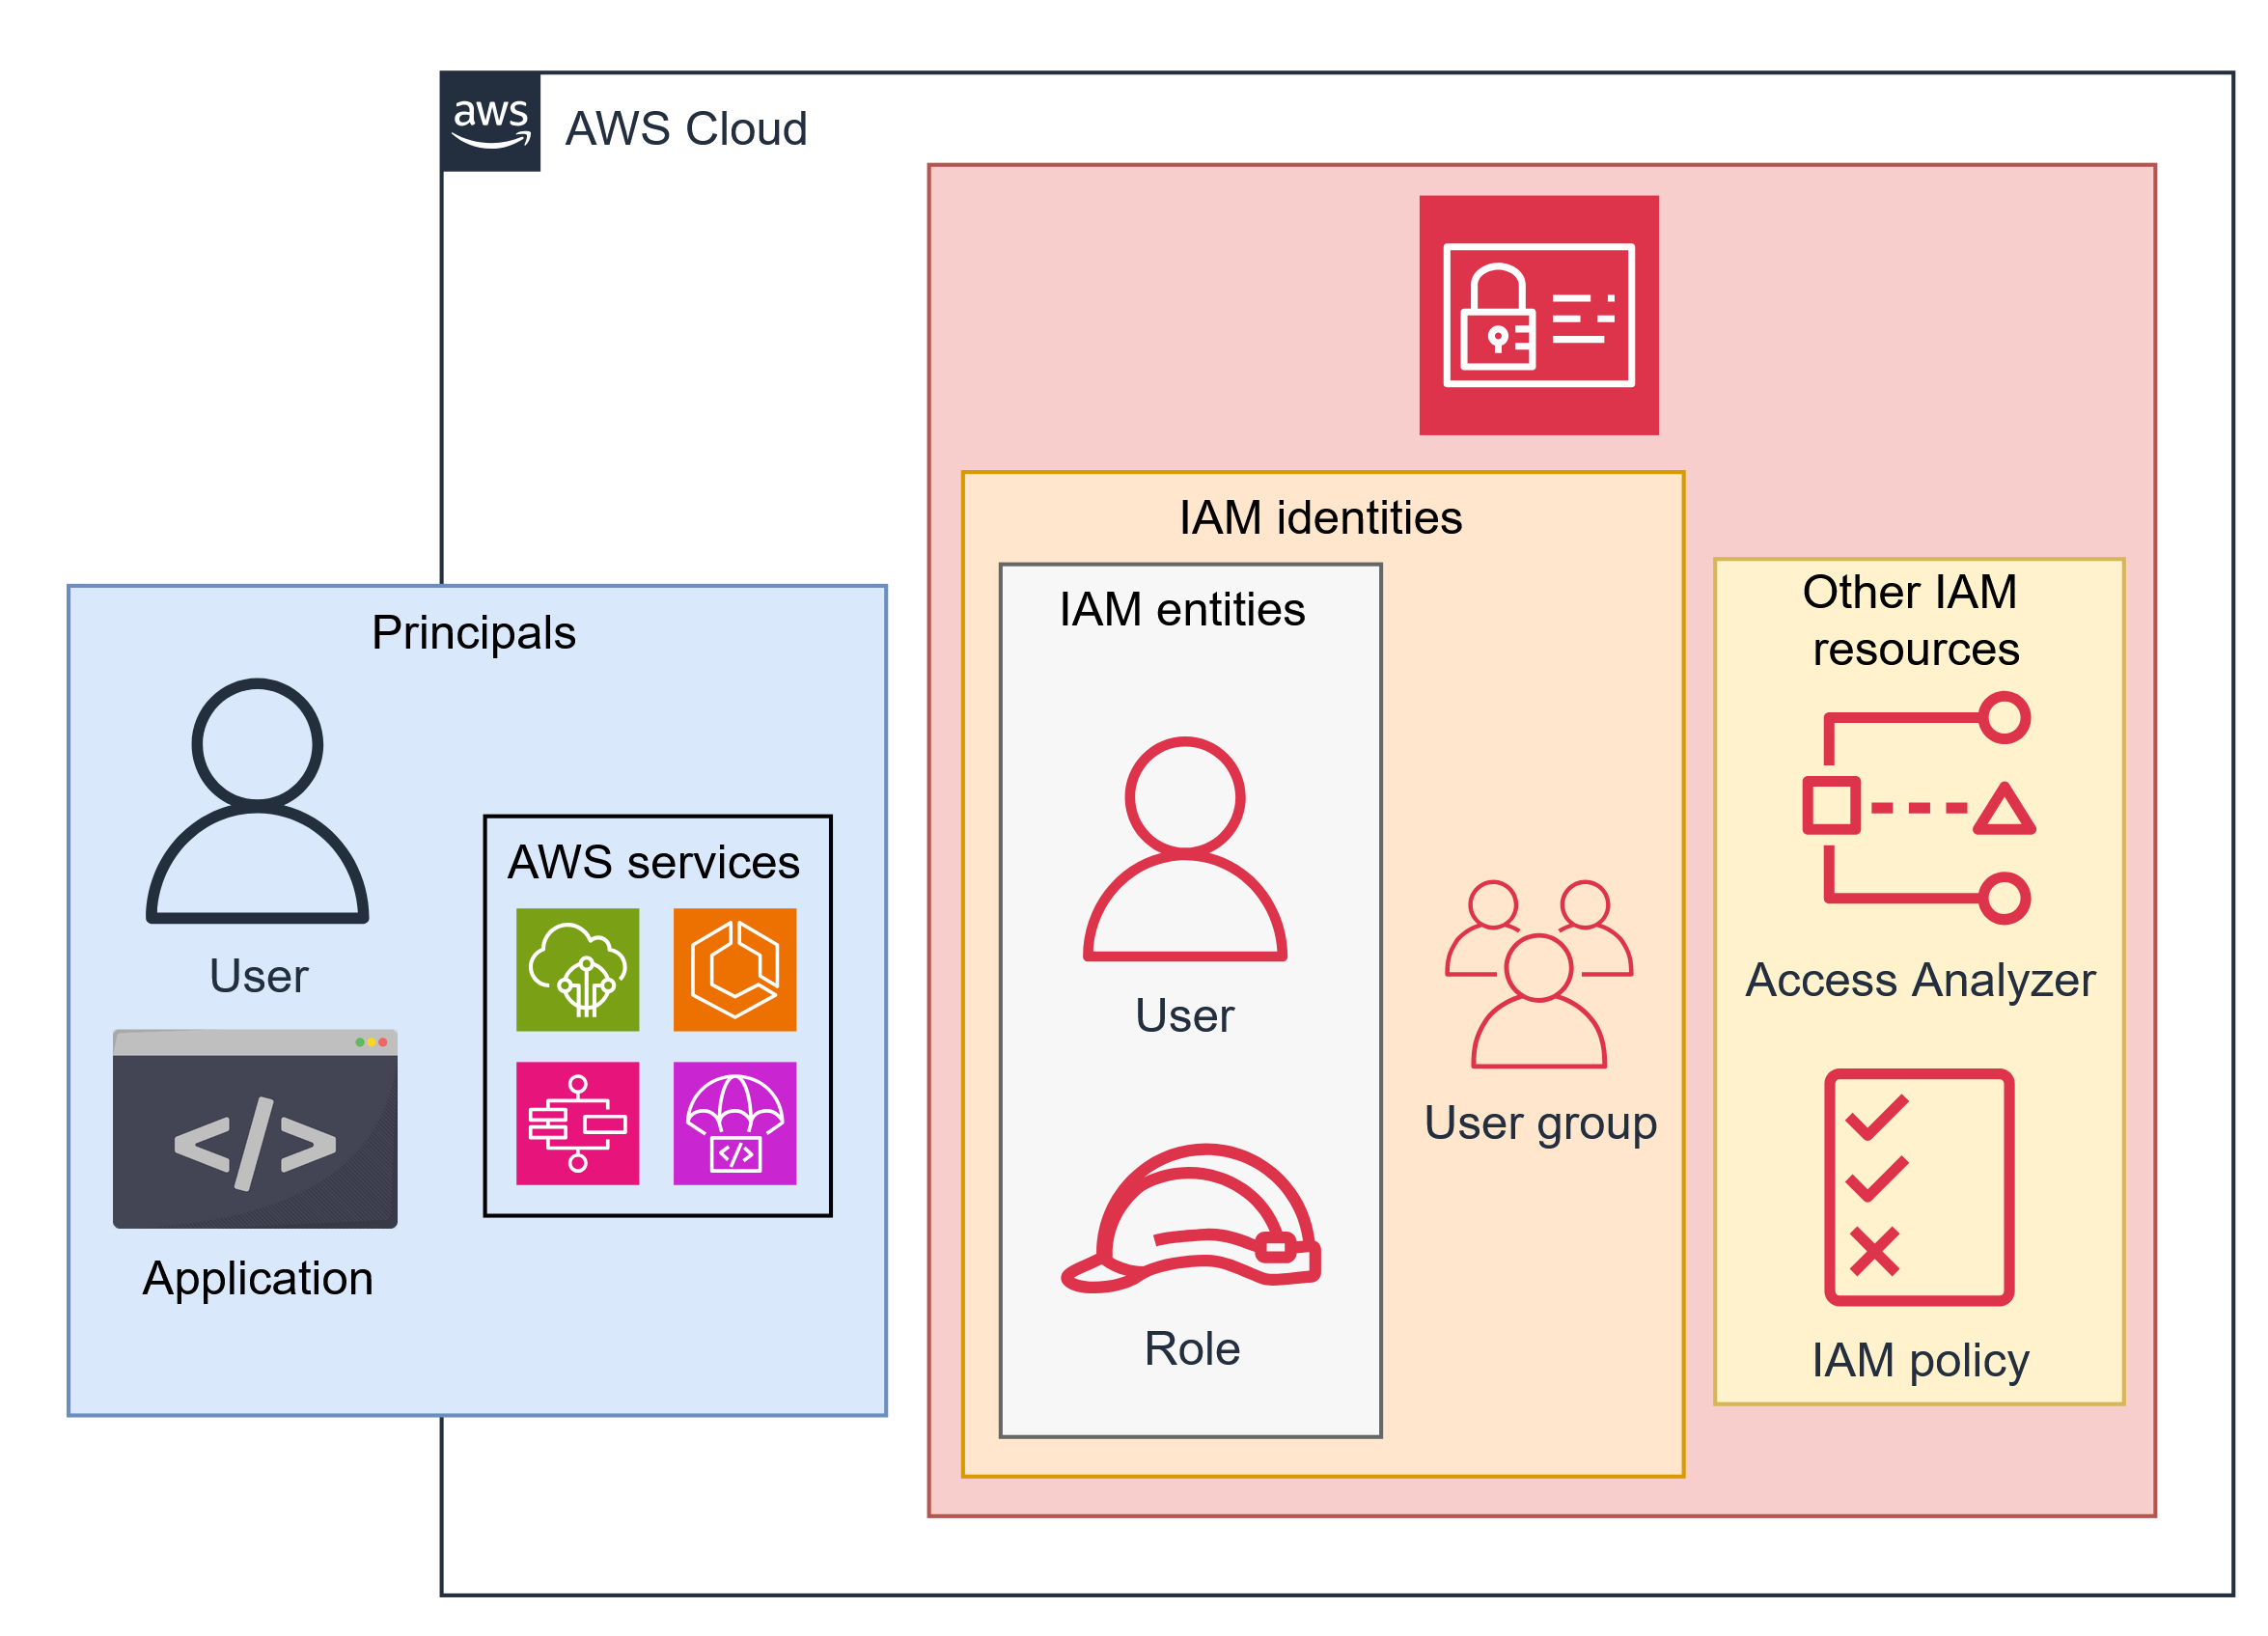 aws
AWS Cloud
Principals
User
Application
</>
AWS services
</>
IAM identities
IAM entities
User
Role
User group
Other IAM
resources
Access Analyzer
IAM policy